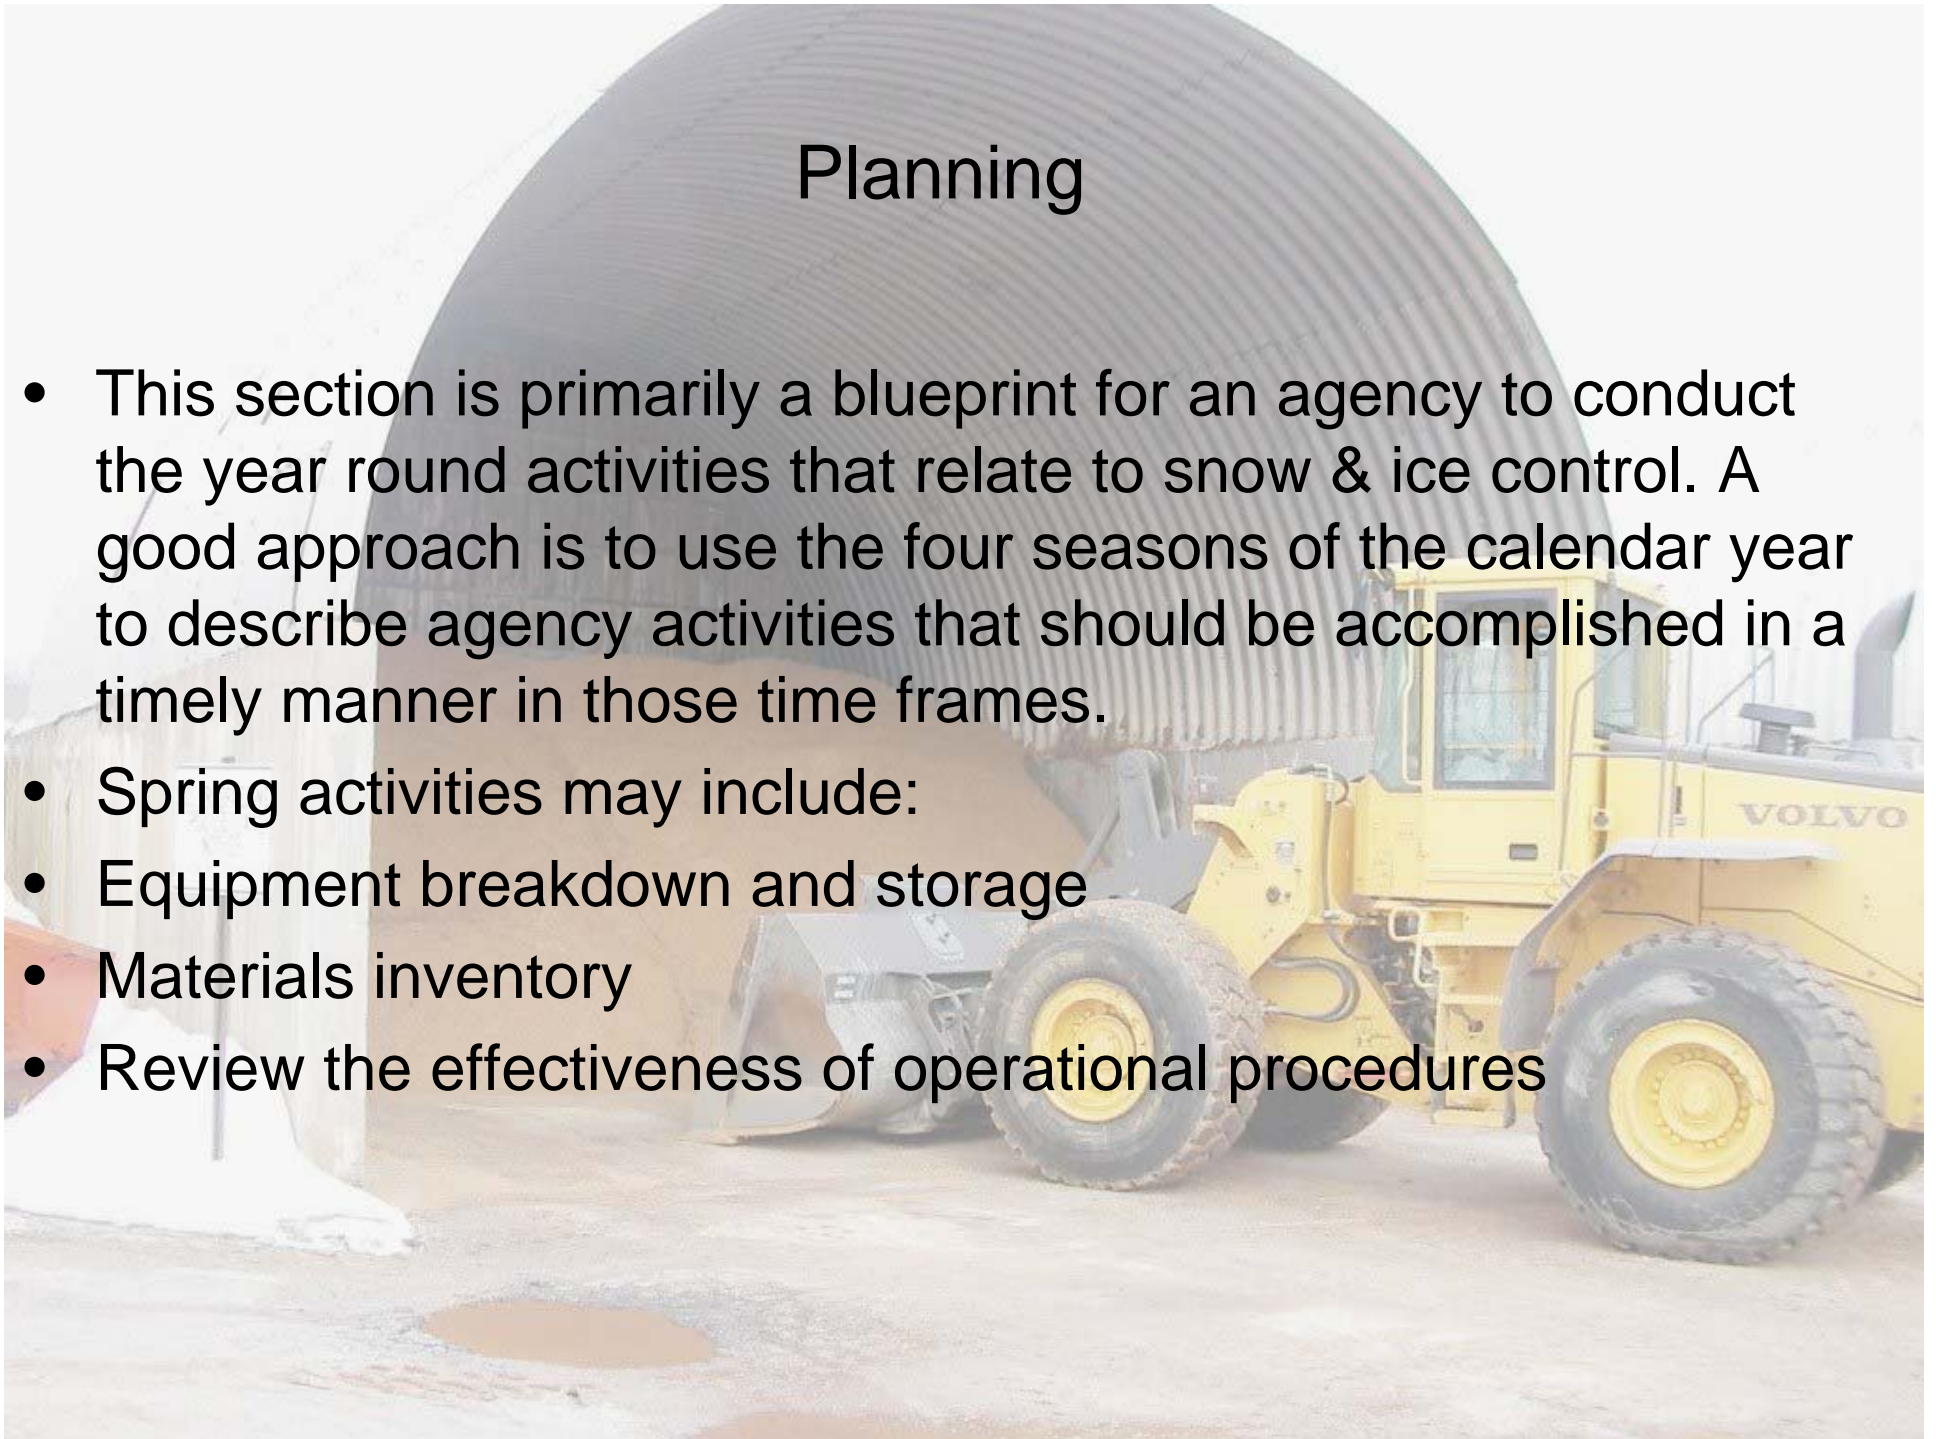 Planning
• This section is primarily a blueprint for an agency to conduct
the year round activities that relate to snow & ice control. A
good approach is to use the four seasons of the calendar year
to describe agency activities that should be accomplished in a
timely manner in those time frames.
• Spring activities may include:
VOLVO
• Equipment breakdown and storage
• Materials inventory
• Review the effectiveness of operational procedures